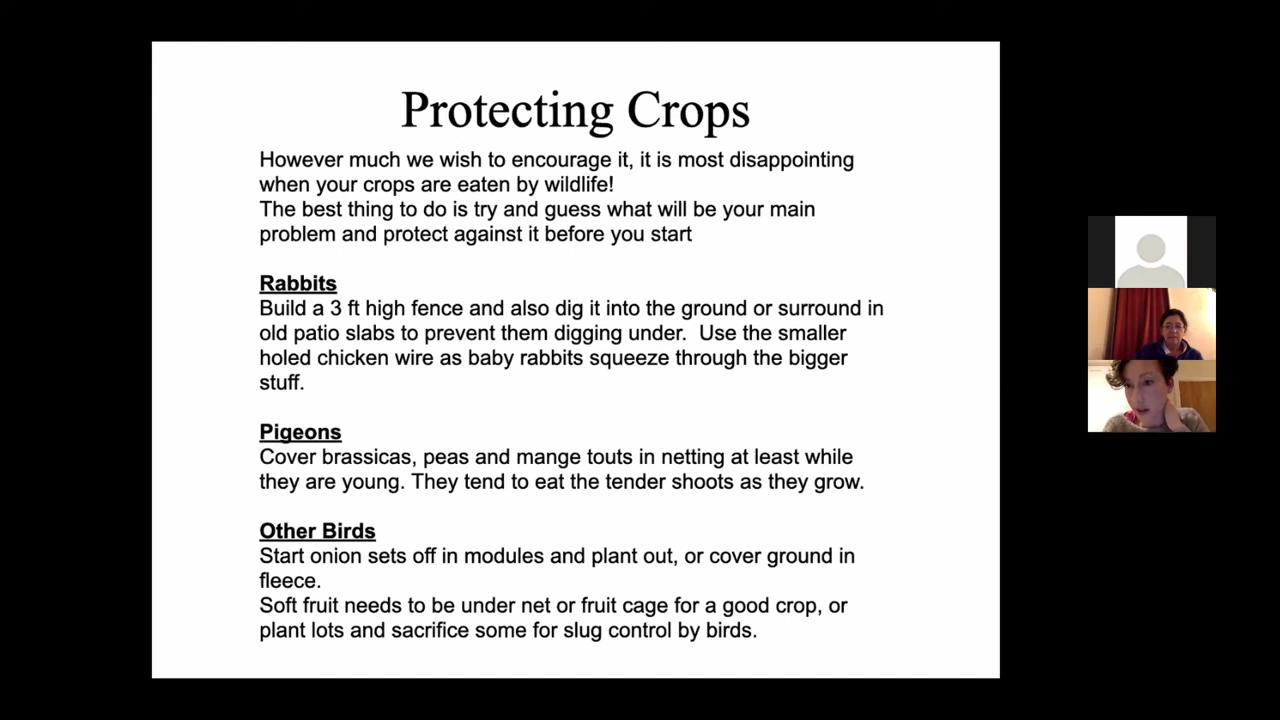 Protecting Crops
However much we wish to encourage it, it is most disappointing
when your crops are eaten by wildlife!
The best thing to do is try and guess what will be your main
problem and protect against it before you start
Rabbits
Build a 3 ft high fence and also dig it into the ground or surround in
old patio slabs to prevent them digging under.  Use the smaller
holed chicken wire as baby rabbits squeeze through the bigger
stuff.
Pigeons
Cover brassicas, peas and mange touts in netting at least while
they are young. They tend to eat the tender shoots as they grow.
Other Birds
Start onion sets off in modules and plant out, or cover ground in
fleece.
Soft fruit needs to be under net or fruit cage for a good crop, or
plant lots and sacrifice some for slug control by birds.